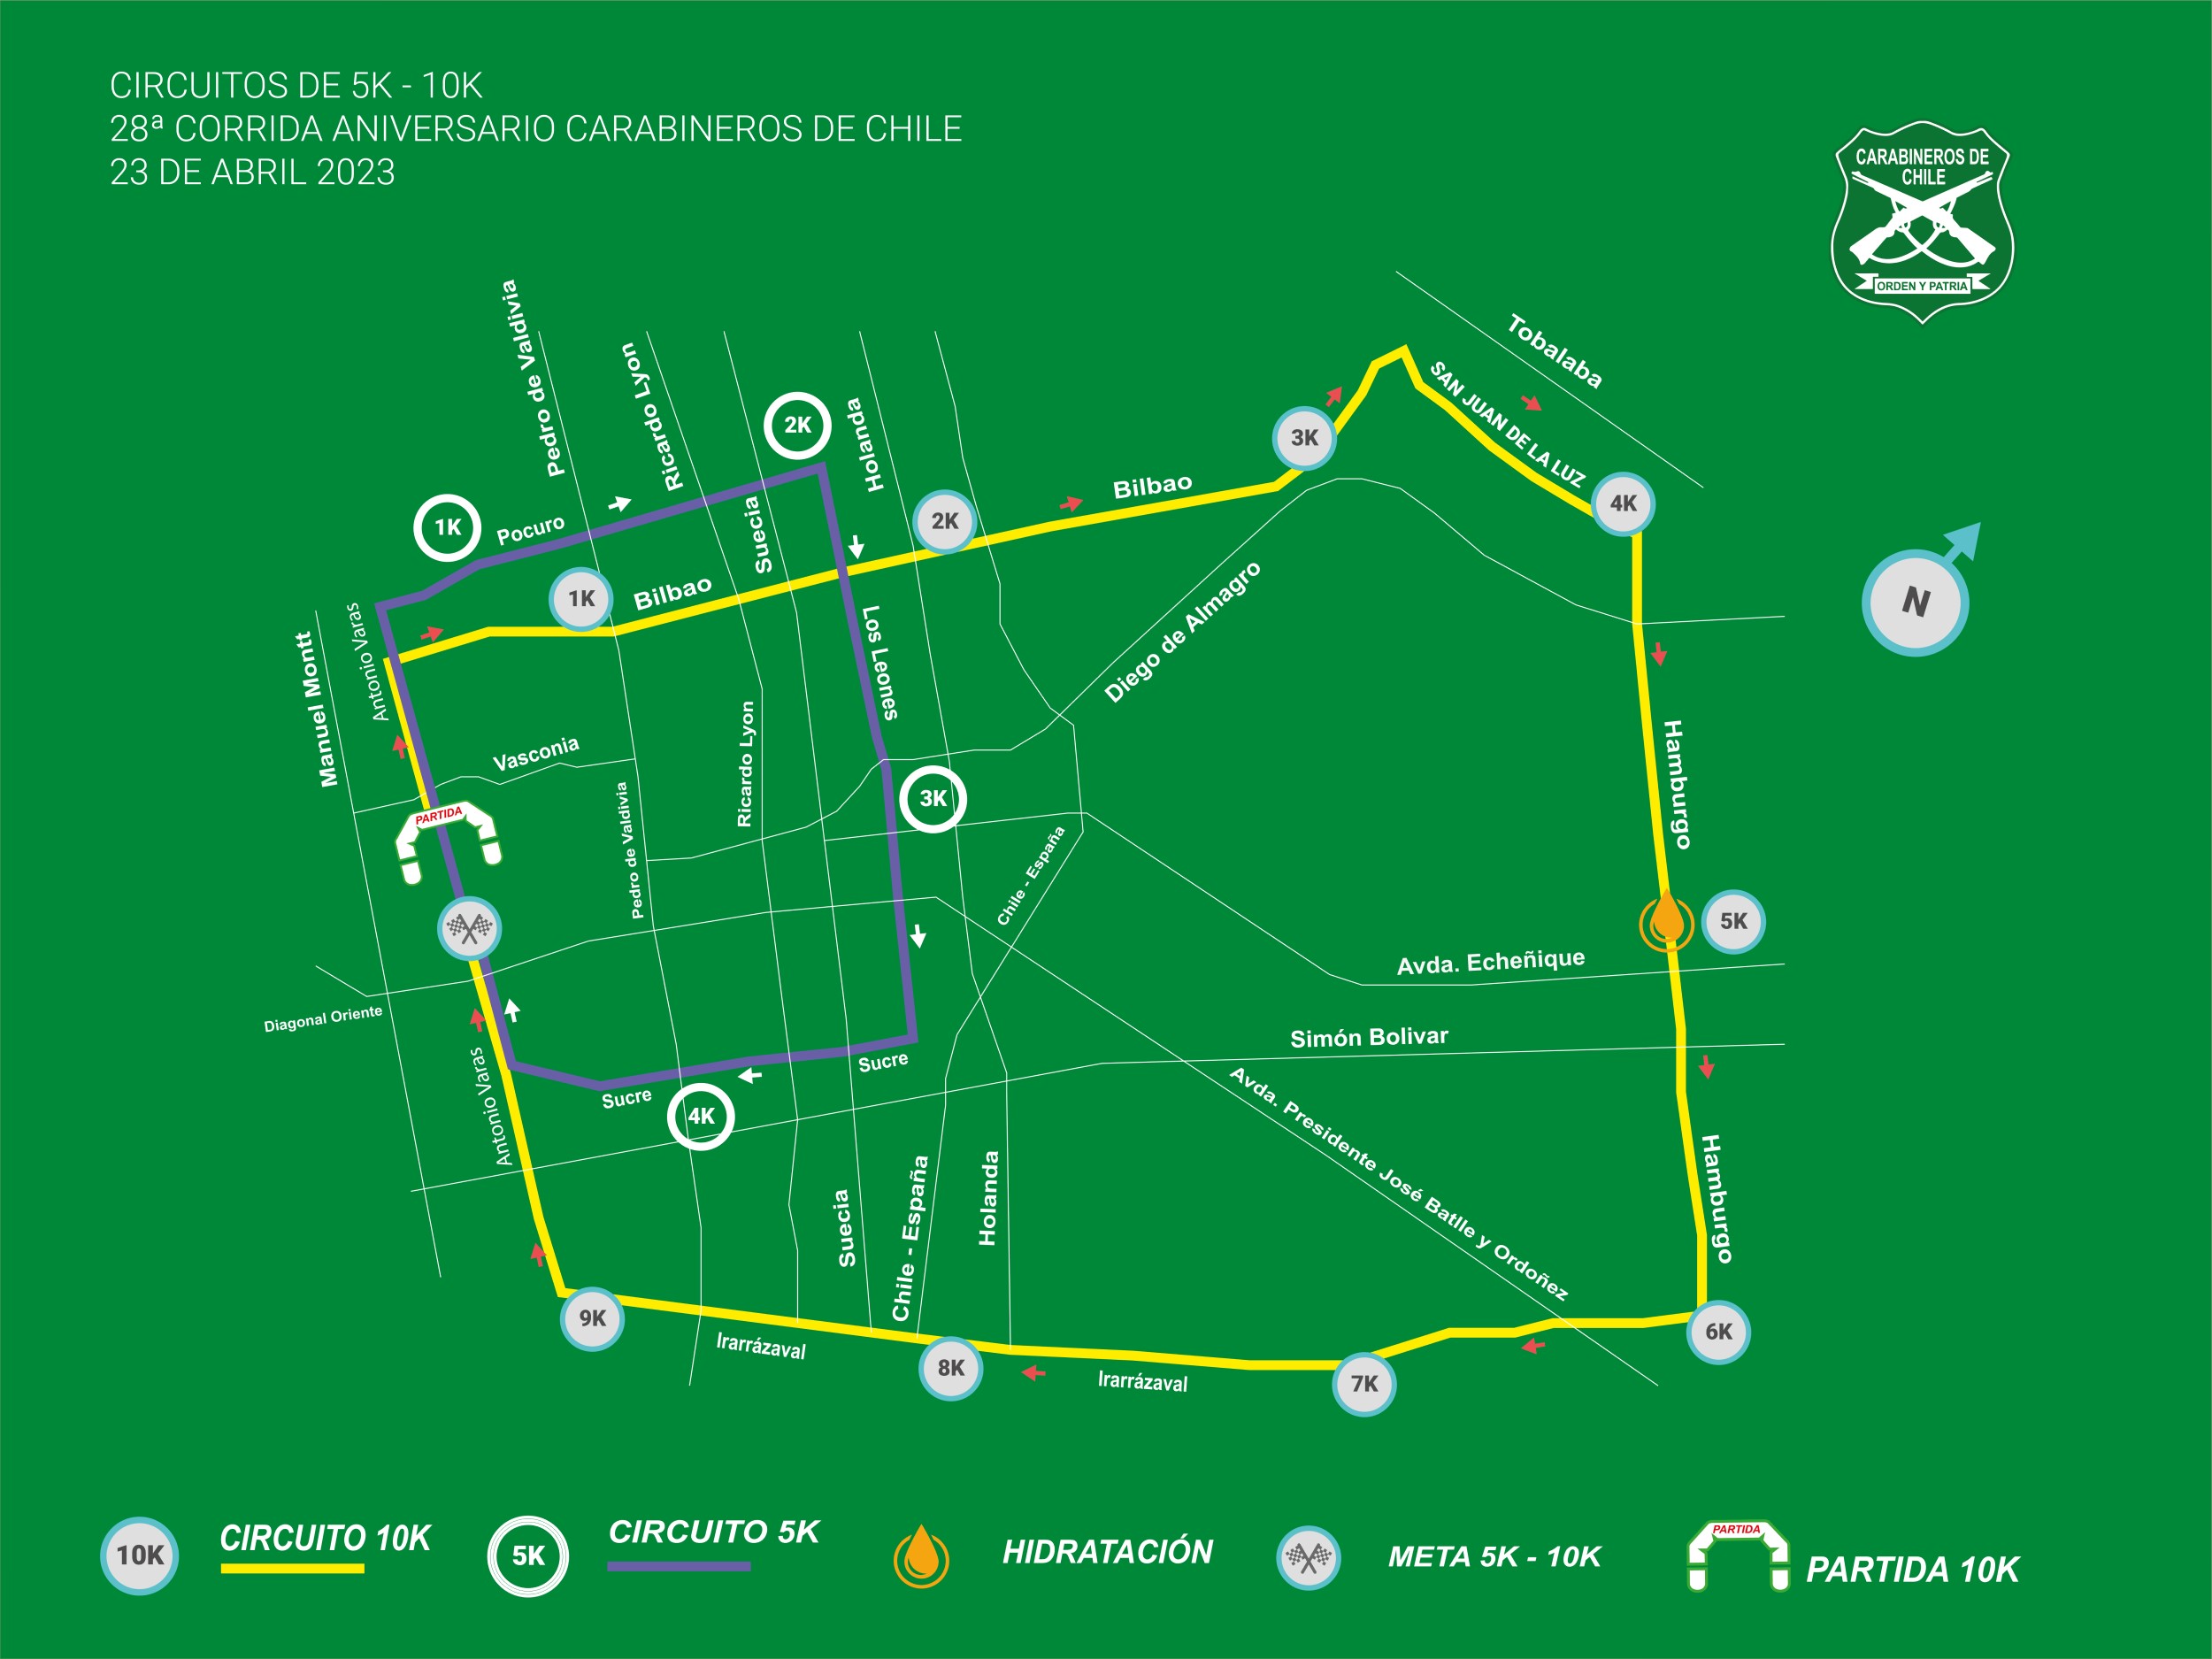 CIRCUITOS DE 5K - 10K
28ª CORRIDA ANIVERSARIO CARABINEROS DE CHILE
23 DE ABRIL 2023
CARABINEROS DE
CHILE
ORDEN Y PATRIA
Tobalaba
SAN JUAN DE LA LUZ
Pedro de Valdivia
Ricardo Lyon
Holanda
Suecia
2K
1K
Pocuro
1K
Bilbao
2K
Bilbao
3K
4K
N
Manuel Montt
Antonio Varas
Los Leones
Diego de Almagro
Vasconia
Ricardo Lyon
Pedro de Valdivia
3K
Chile - España
Hamburgo
PARTIDA
5K
Avda. Echeñique
Diagonal Oriente
Simón Bolivar
Antonio Varas
Sucre
Sucre
4K
Avda. Presidente José Batlle y Ordoñez
Hamburgo
Suecia
Chile - España
Holanda
9K
Irarrázaval
8K
Irarrázaval
7K
6K
10K
CIRCUITO 10K
5K
CIRCUITO 5K
HIDRATACIÓN
META 5K - 10K
PARTIDA
PARTIDA 10K